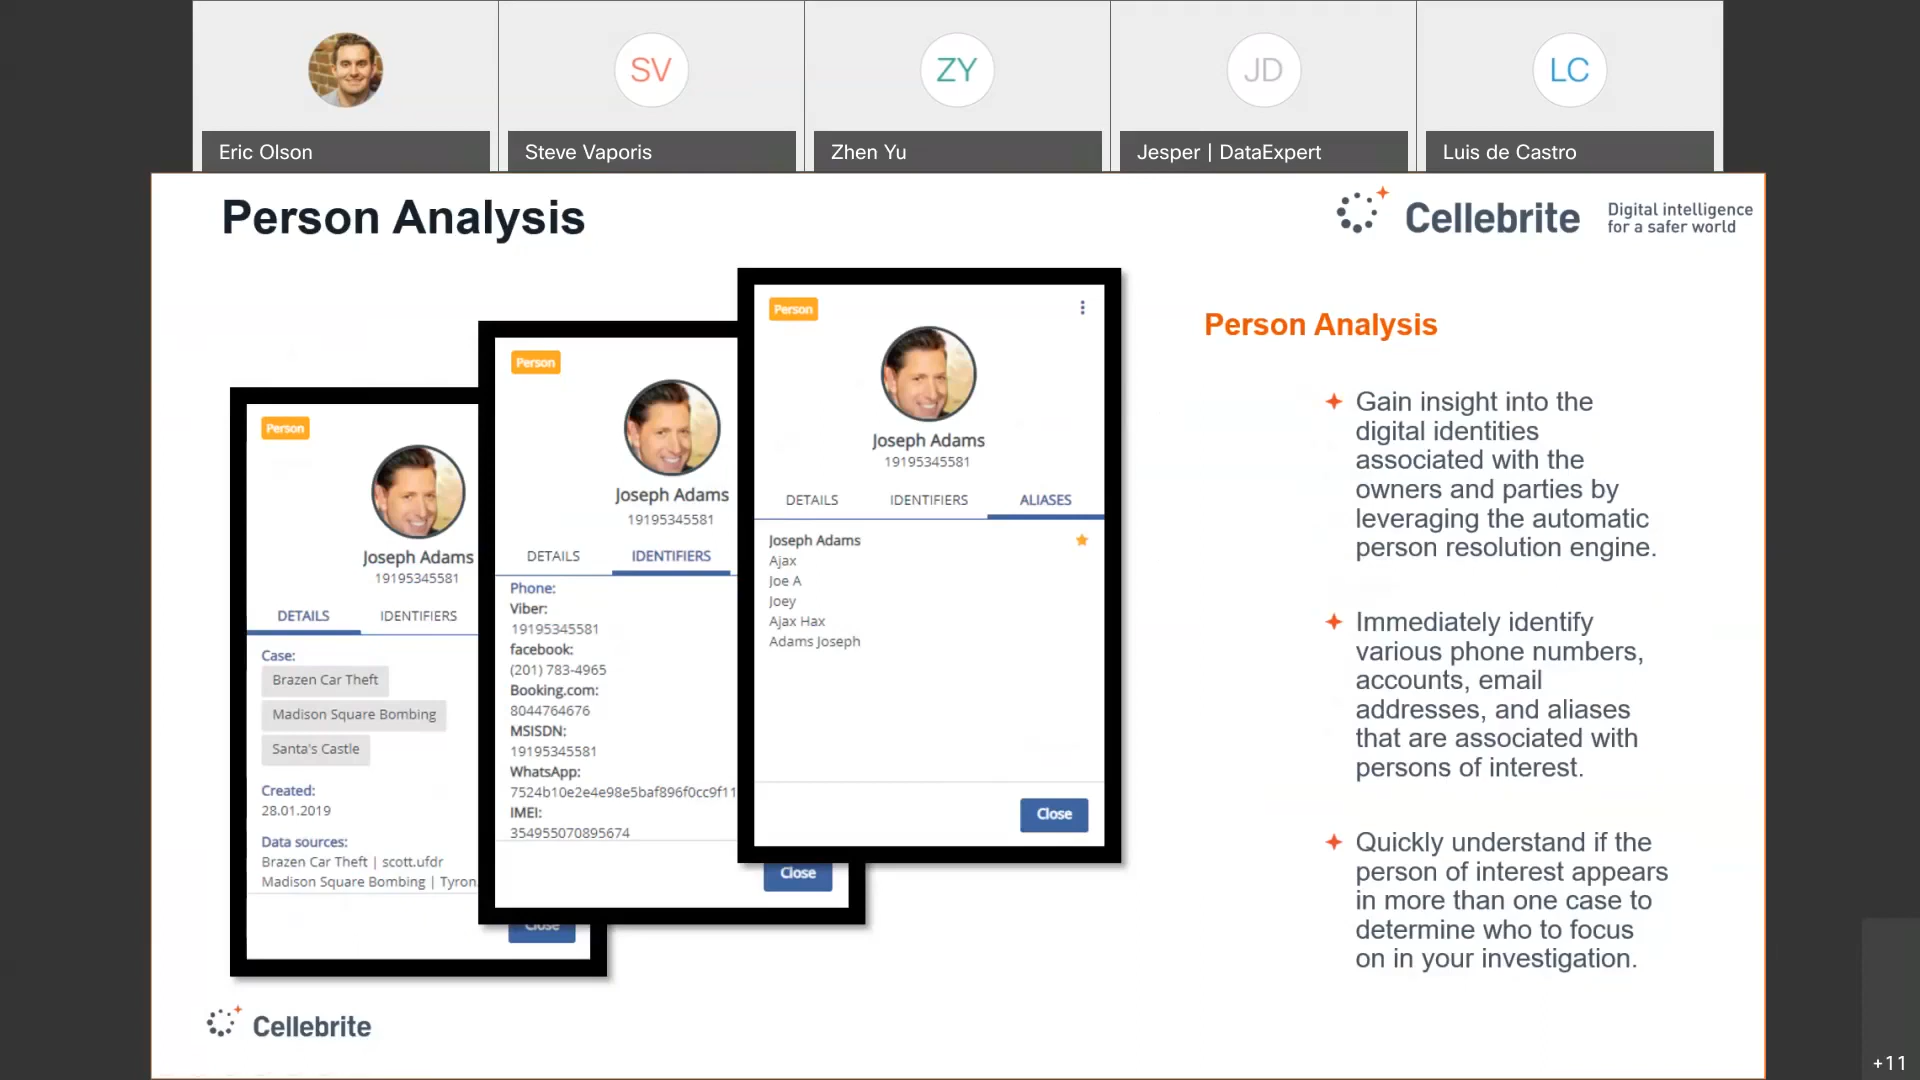 SV
ZY
JD
LC
Eric Olson
Steve Vaporis
Zhen Yu
Jesper | DataExpert
Luis de Castro
Person Analysis
Cellebrite
Digital intelligence
for a safer world
Person
Joseph Adams
19195345581
DETAILS
IDENTIFIERS
Case:
Brazen Car Theft
Madison Square Bombing
Santa's Castle
Created:
28.01.2019
Data sources:
Brazen Car Theft | scott.ufdr
Madison Square Bombing | Tyron
Close
Person
Joseph Adams
19195345581
DETAILS
IDENTIFIERS
Phone:
Viber:
19195345581
facebook:
(201) 783-4965
Booking.com:
8044764676
MSISDN:
19195345581
WhatsApp:
7524b10e2e4e98e5baf896f0cc9f11
IMEI:
354955070895674
Close
Person
Joseph Adams
19195345581
DETAILS
IDENTIFIERS
ALIASES
Joseph Adams
Ajax
Joe A
Joey
Ajax Hax
Adams Joseph
Close
Person Analysis
Gain insight into the
digital identities
associated with the
owners and parties by
leveraging the automatic
person resolution engine.
Immediately identify
various phone numbers,
accounts, email
addresses, and aliases
that are associated with
persons of interest.
Quickly understand if the
person of interest appears
in more than one case to
determine who to focus
on in your investigation.
Cellebrite
+11